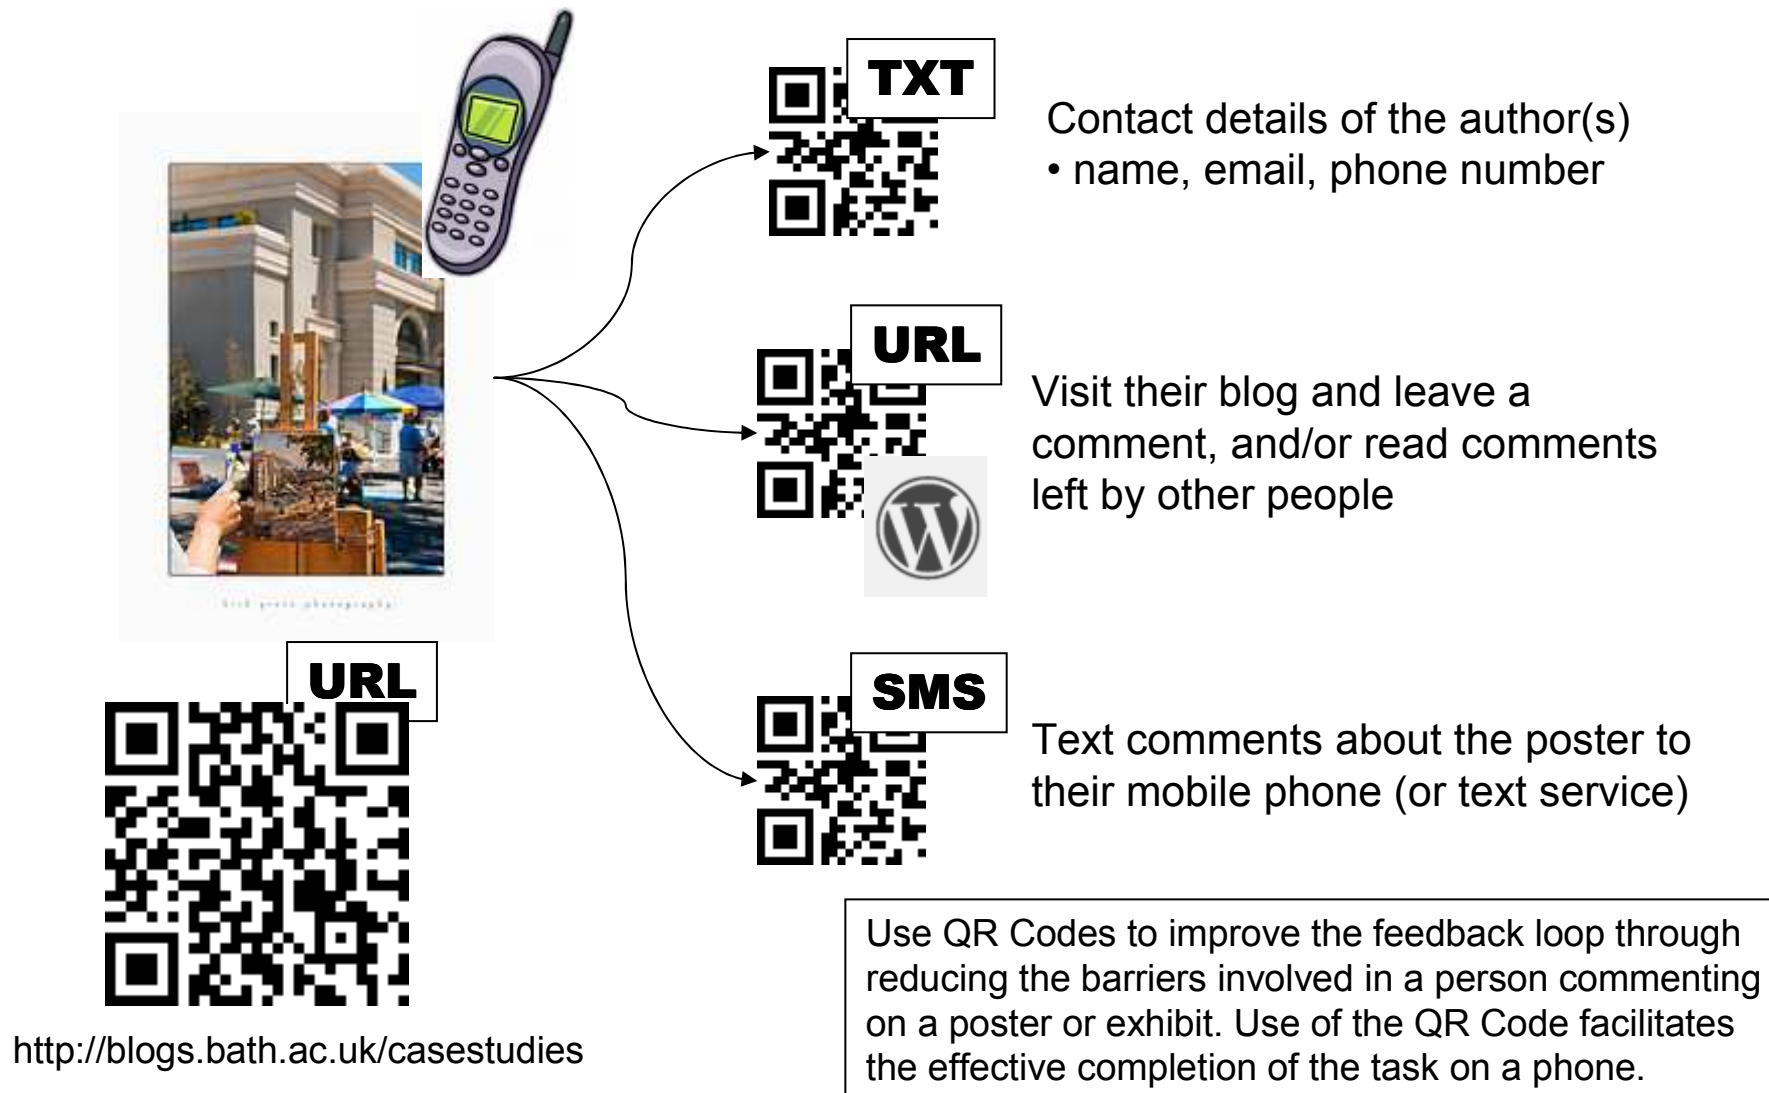 TXT
Contact details of the author(s)
• name, email, phone number
URL
Visit their blog and leave a
comment, and/or read comments
left by other people
W
SMS
Text comments about the poster to
their mobile phone (or text service)
URL
http://blogs.bath.ac.uk/casestudies
Use QR Codes to improve the feedback loop through
reducing the barriers involved in a person commenting
on a poster or exhibit. Use of the QR Code facilitates
the effective completion of the task on a phone.